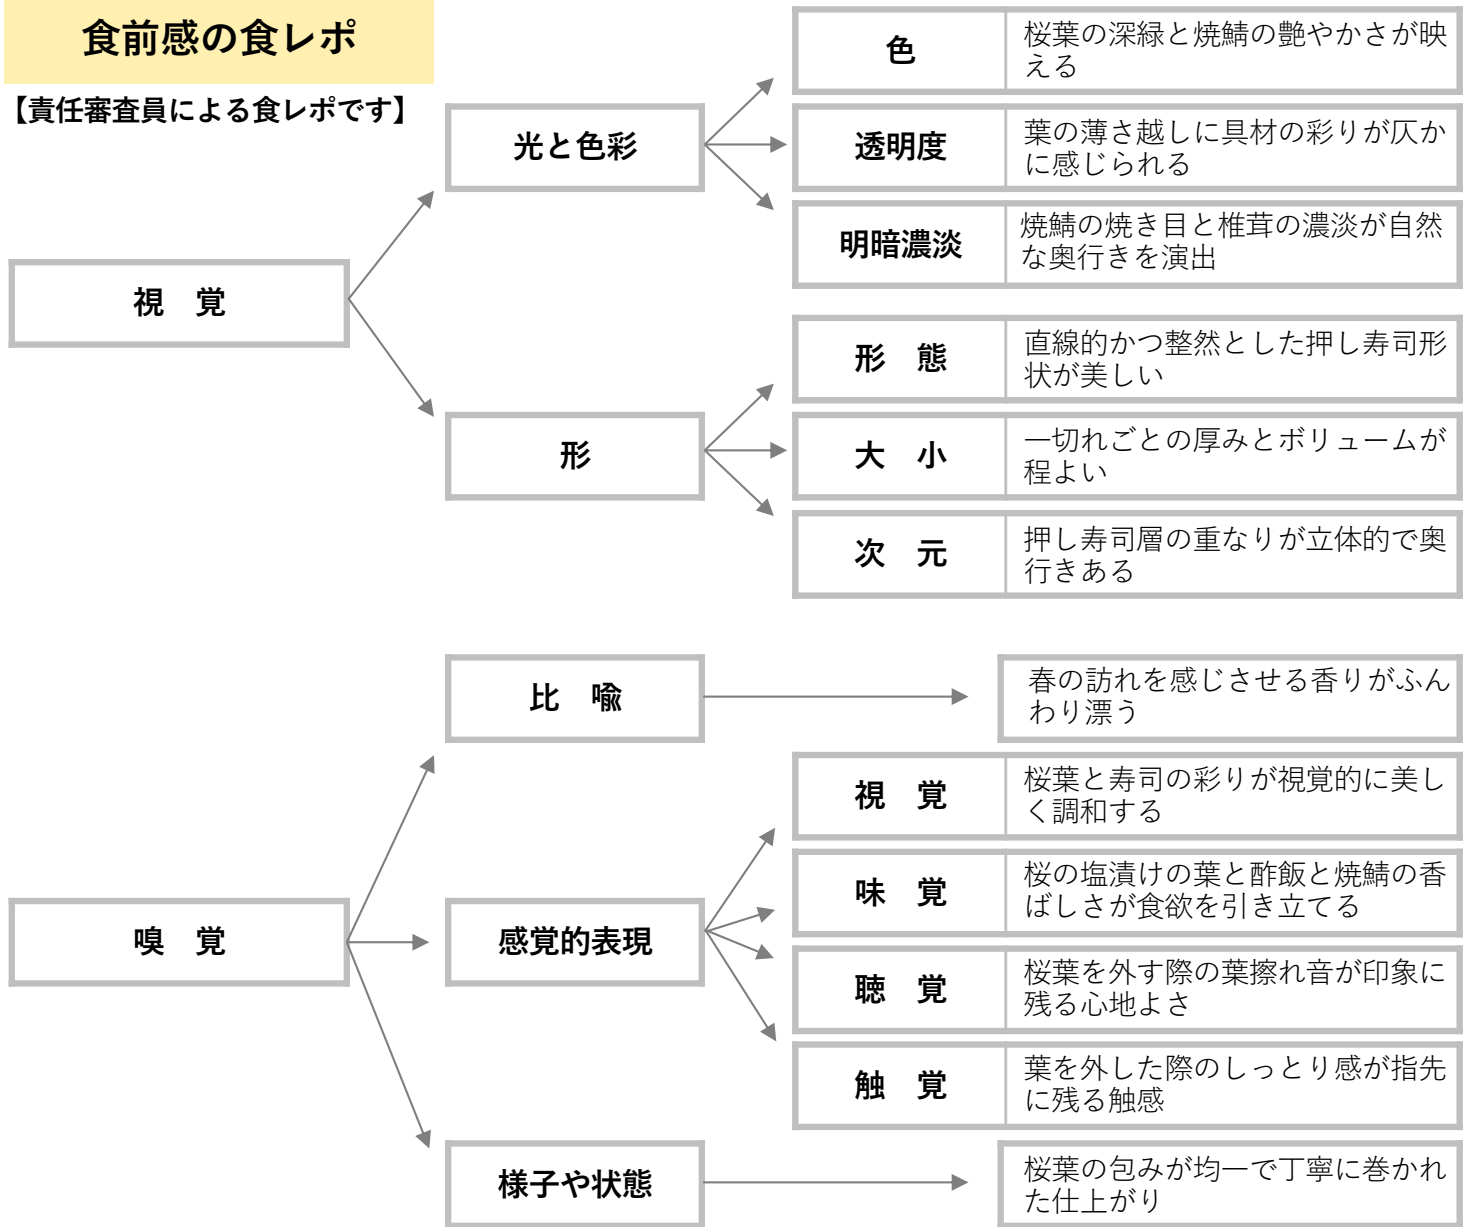 食前感の食レポ
【責任審査員による食レポです】
視　覚
光と色彩
色
桜葉の深緑と焼鯖の艶やかさが映
える
透明度
葉の薄さ越しに具材の彩りが仄か
に感じられる
明暗濃淡
焼鯖の焼き目と椎茸の濃淡が自然
な奥行きを演出
形
形　態
直線的かつ整然とした押し寿司形
状が美しい
大　小
一切れごとの厚みとボリュームが
程よい
次　元
押し寿司層の重なりが立体的で奥
行きある
嗅　覚
比　喩
春の訪れを感じさせる香りがふん
わり漂う
感覚的表現
視　覚
桜葉と寿司の彩りが視覚的に美し
く調和する
味　覚
桜の塩漬けの葉と酢飯と焼鯖の香
ばしさが食欲を引き立てる
聴　覚
桜葉を外す際の葉擦れ音が印象に
残る心地よさ
触　覚
葉を外した際のしっとり感が指先
に残る触感
様子や状態
桜葉の包みが均一で丁寧に巻かれ
た仕上がり